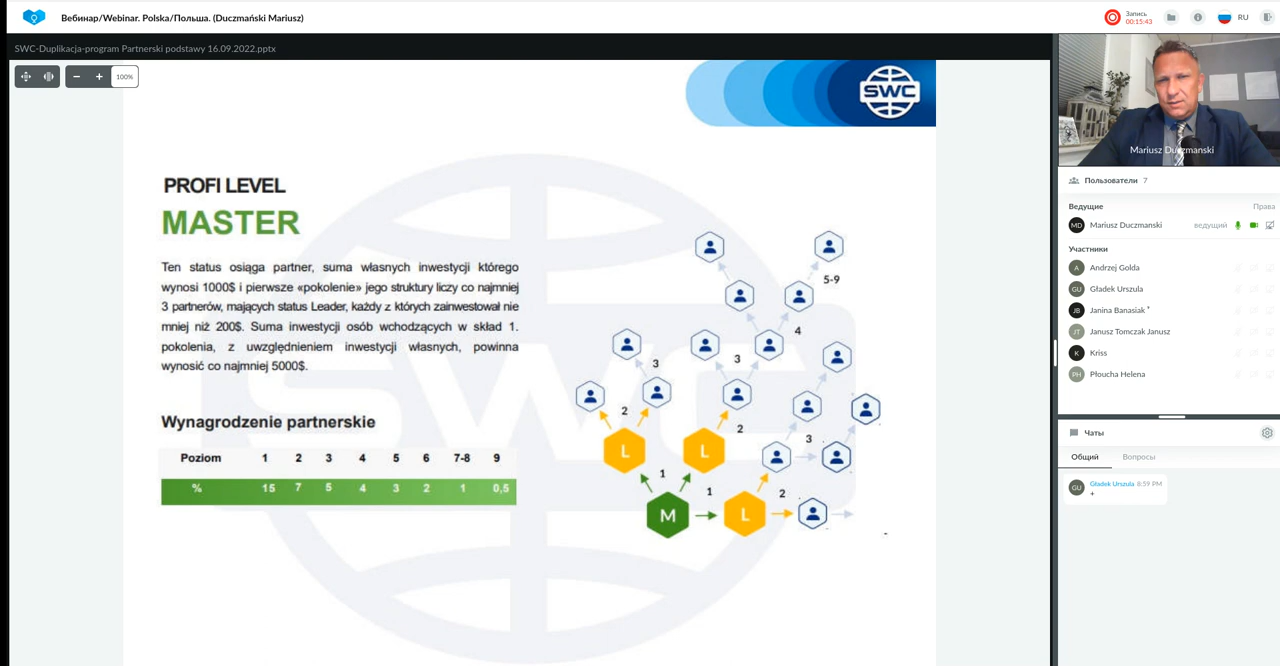 Вебинар/Webinar. Polska/Польша. (Duczmański Mariusz)
Запись
00:15:43
RU
SWC-Duplikacja-program Partnerski podstawy 16.09.2022.pptx
100%
SWC
PROFI LEVEL
MASTER
Ten status osiąga partner, suma własnych inwestycji którego
wynosi 1000$ i pierwsze «pokolenie» jego struktury liczy co najmniej
3 partnerów, mających status Leader, każdy z których zainwestował nie
mniej niż 200$. Suma inwestycji osób wchodzących w skład 1.
pokolenia, z uwzględnieniem inwestycji własnych, powinna
wynosić co najmniej 5000$.
Wynagrodzenie partnerskie
Poziom 1 2 3 4 5 6 7-8 9
% 15 7 5 4 3 2 1 0,5
5-9
4
3
3
2
2
L
L
3
1
1
2
M
L
SWC
Mariusz Duczmanski
Пользователи 7
Ведущие Права
MD Mariusz Duczmanski ведущий
Участники
A Andrzej Golda
GU Gładek Urszula
JB Janina Banasiak *
JT Janusz Tomczak Janusz
K Kriss
PH Płoucha Helena
Чаты
Общий Вопросы
GU Gładek Urszula 8:59 PM
+